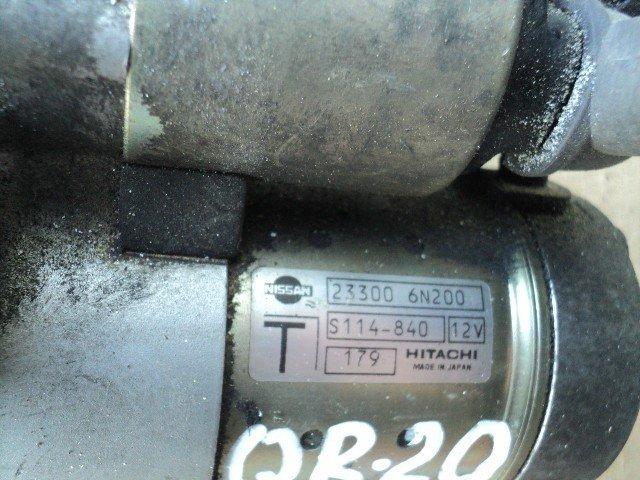 NISSAN 23300 6N200
T S114-840 12V
179 HITACHI
MADE IN JAPAN
QR-20